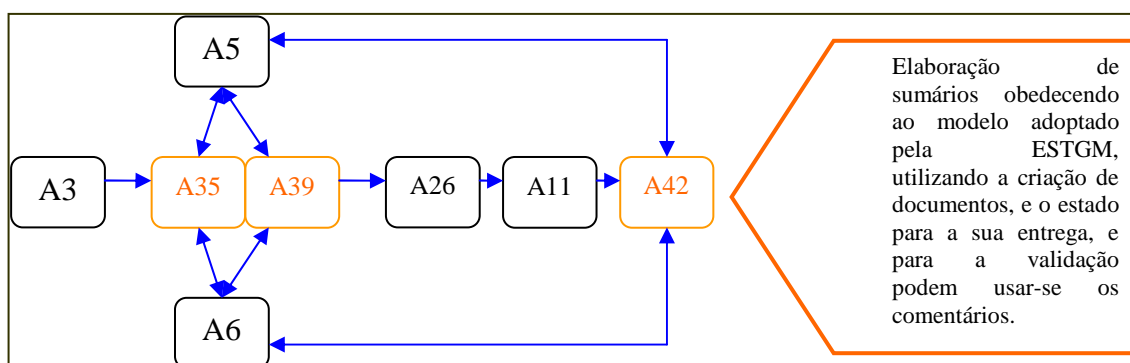 A5
A3
A35
A39
A26
A11
A42
A6
Elaboração de
sumários obedecendo
ao modelo adoptado
pela ESTGM,
utilizando a criação de
documentos, e o estado
para a sua entrega, e
para a validação
podem usar-se os
comentários.